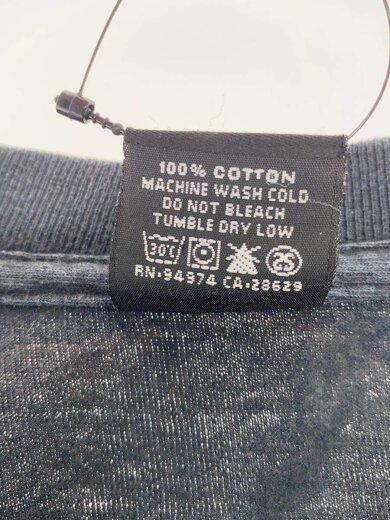 100% COTTON
MACHINE WASH COLD
DO NOT BLEACH
TUMBLE DRY LOW
30
RN-94974 CA-28629